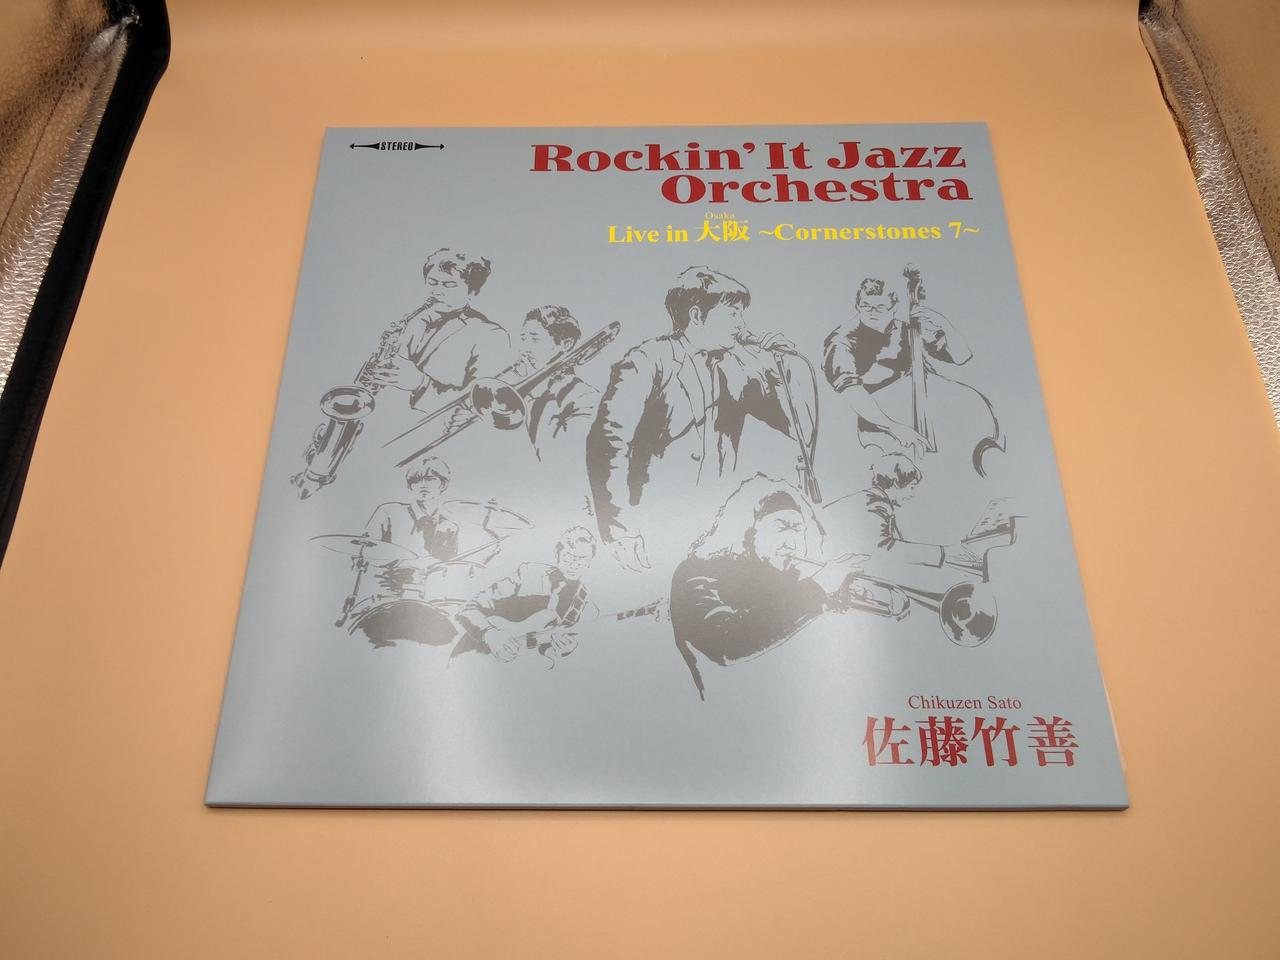 STEREO
Rockin' It Jazz
Orchestra
Osaka
Live in 大阪 ~Cornerstones 7~
Chikuzen Satō
佐藤竹善